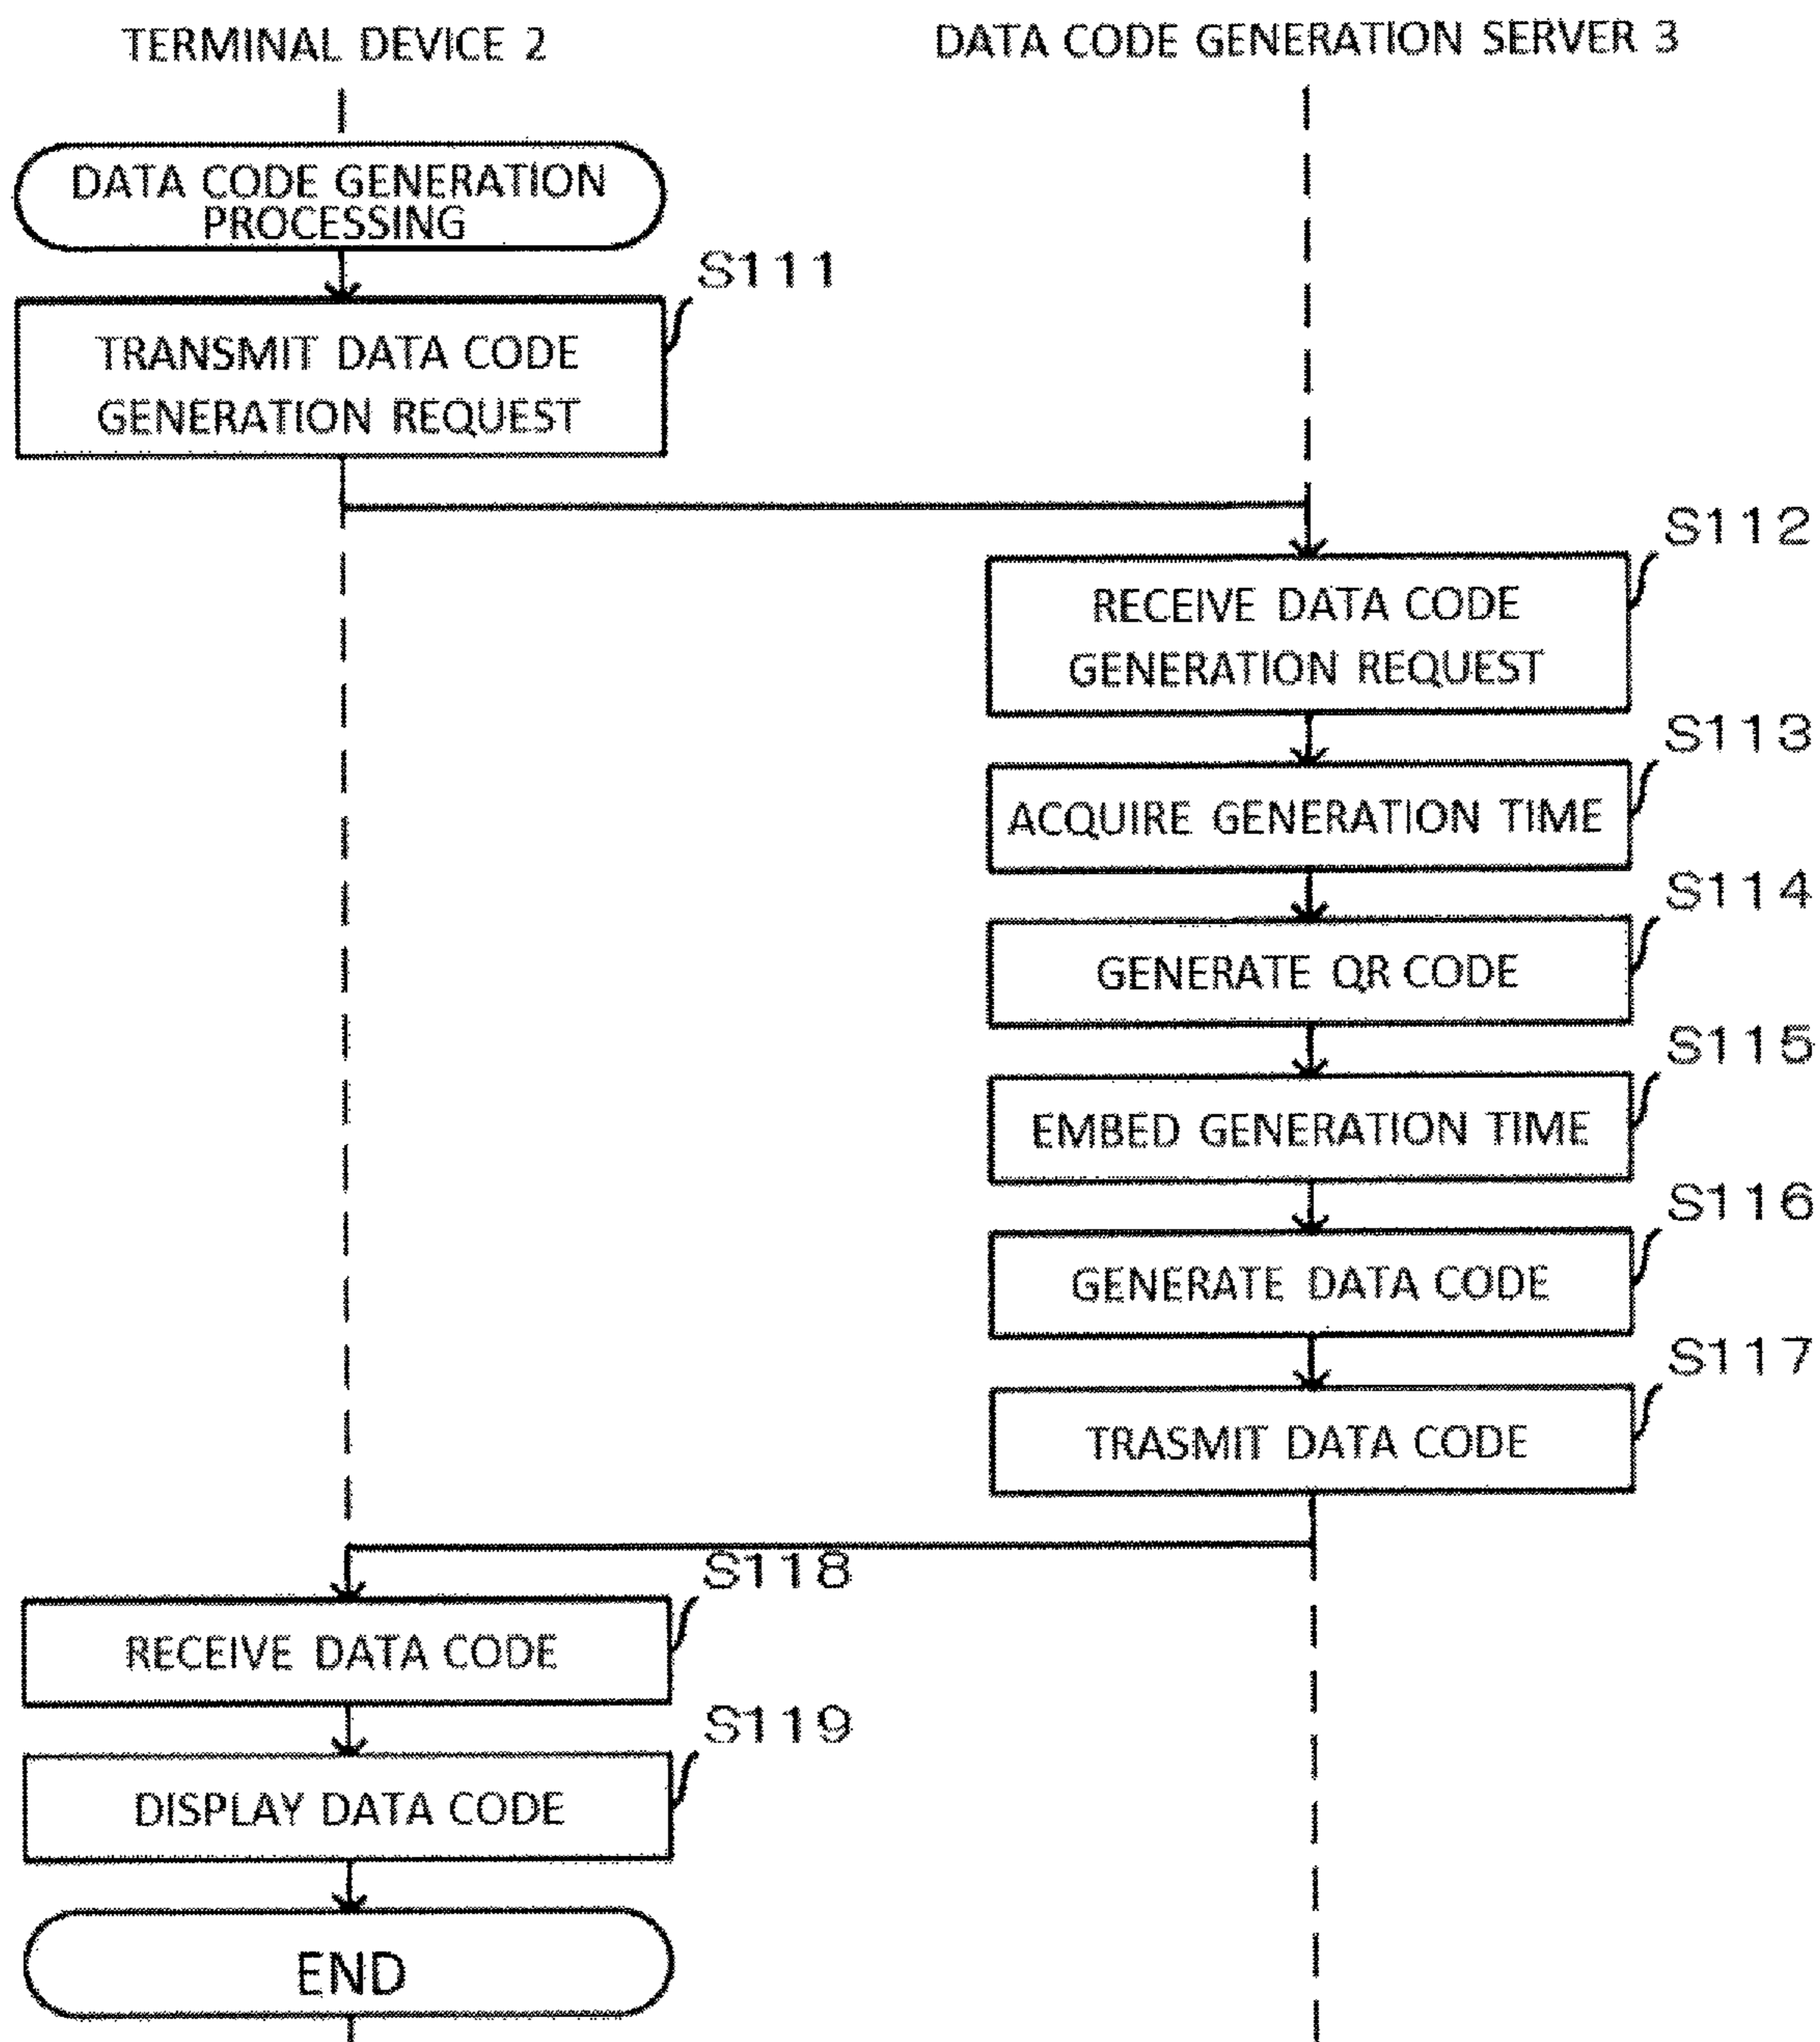 TERMINAL DEVICE 2
DATA CODE GENERATION SERVER 3
DATA CODE GENERATION
PROCESSING
S111
TRANSMIT DATA CODE
GENERATION REQUEST
S112
RECEIVE DATA CODE
GENERATION REQUEST
S113
ACQUIRE GENERATION TIME
S114
GENERATE QR CODE
S115
EMBED GENERATION TIME
S116
GENERATE DATA CODE
S117
TRASMIT DATA CODE
S118
RECEIVE DATA CODE
S119
DISPLAY DATA CODE
END